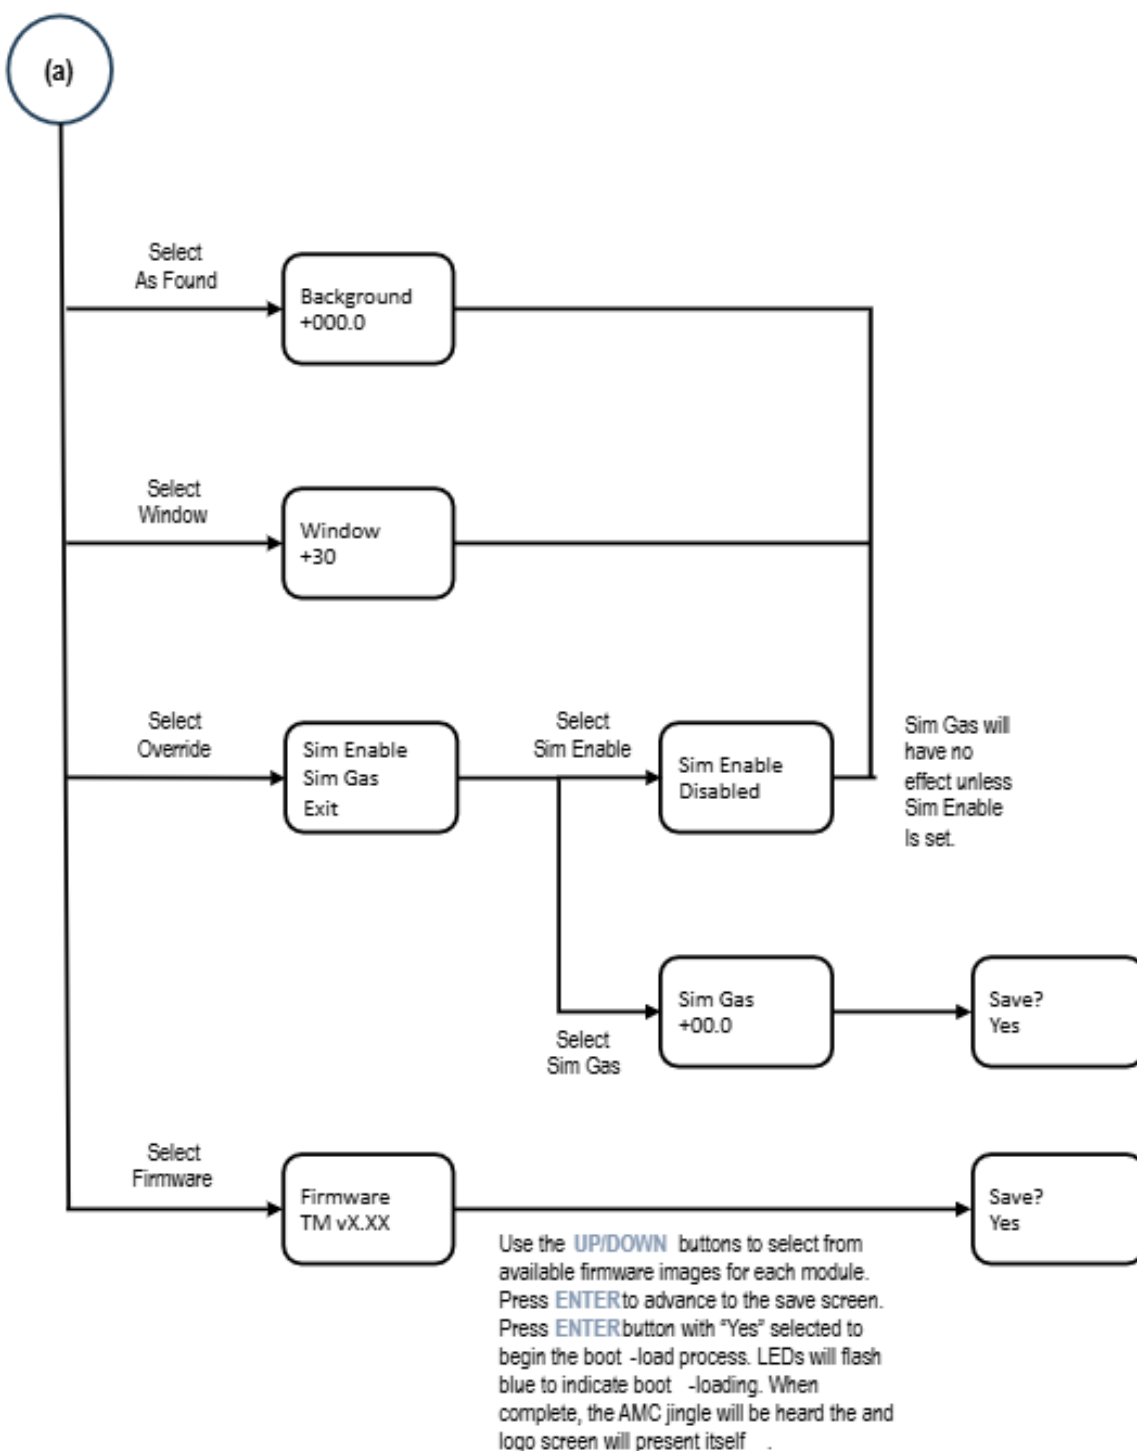 (a)
Select
As Found
Background
+000.0
Select
Window
Window
+30
Select
Override
Sim Enable
Sim Gas
Exit
Select
Sim Enable
Sim Enable
Disabled
Sim Gas will
have no
effect unless
Sim Enable
Is set.
Select
Sim Gas
Sim Gas
+00.0
Save?
Yes
Select
Firmware
Firmware
TM vX.XX
Save?
Yes
Use the UP/DOWN buttons to select from
available firmware images for each module.
Press ENTER to advance to the save screen.
Press ENTER button with “Yes” selected to
begin the boot -load process. LEDs will flash
blue to indicate boot -loading. When
complete, the AMC jingle will be heard the and
logo screen will present itself .